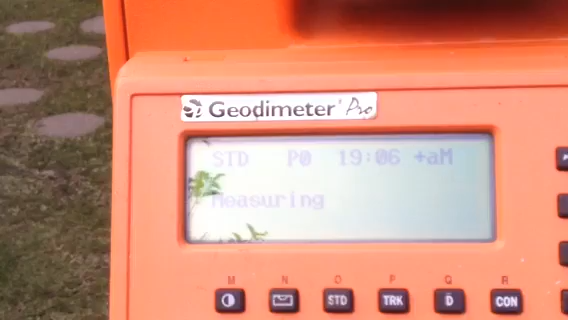 Geodimeter® Pro
STD P0 19:06 +aM
Measuring
M N O P Q R
STD TRK D̄ CON